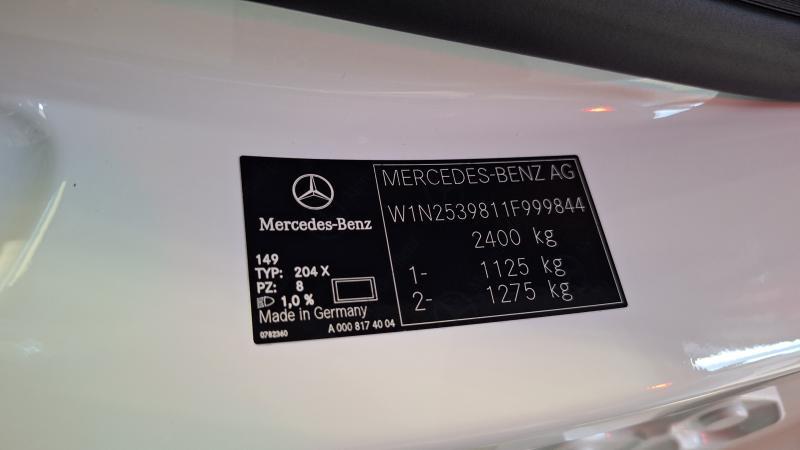 Mercedes-Benz
149
TYP: 204 X
PZ: 8
1,0 %
Made in Germany
0782360
A 000 817 40 04
MERCEDES-BENZ AG
W1N2539811F999844
2400 kg
1- 1125 kg
2- 1275 kg